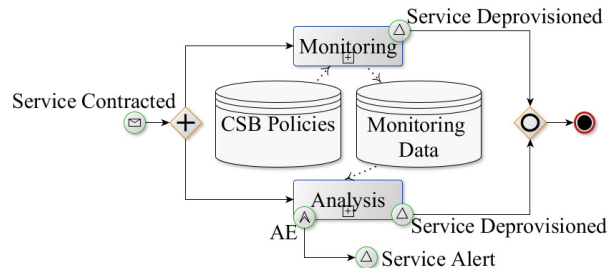 Service Deprovisioned
Monitoring
Service Contracted
CSB Policies
Monitoring
Data
Analysis
AE
Service Deprovisioned
Service Alert